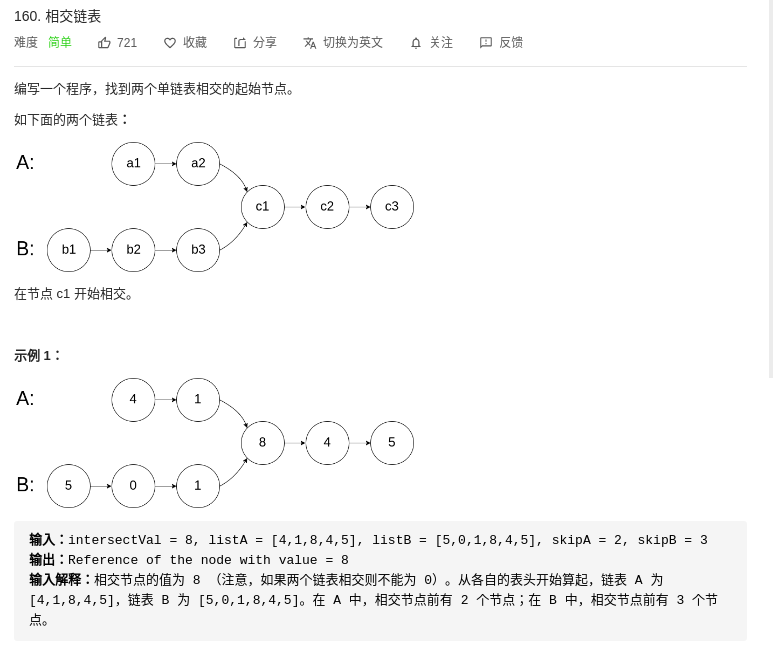 160. 相交链表
难度 简单 721 收藏 分享 切换为英文 关注 反馈
编写一个程序，找到两个单链表相交的起始节点。
如下面的两个链表：
A: a1 a2
c1 c2 c3
B: b1 b2 b3
在节点 c1 开始相交。
示例 1：
A: 4 1
8 4 5
B: 5 0 1
输入：intersectVal = 8, listA = [4,1,8,4,5], listB = [5,0,1,8,4,5], skipA = 2, skipB = 3
输出：Reference of the node with value = 8
输入解释：相交节点的值为 8 （注意，如果两个链表相交则不能为 0）。从各自的表头开始算起，链表 A 为
[4,1,8,4,5]，链表 B 为 [5,0,1,8,4,5]。在 A 中，相交节点前有 2 个节点；在 B 中，相交节点前有 3 个节
点。